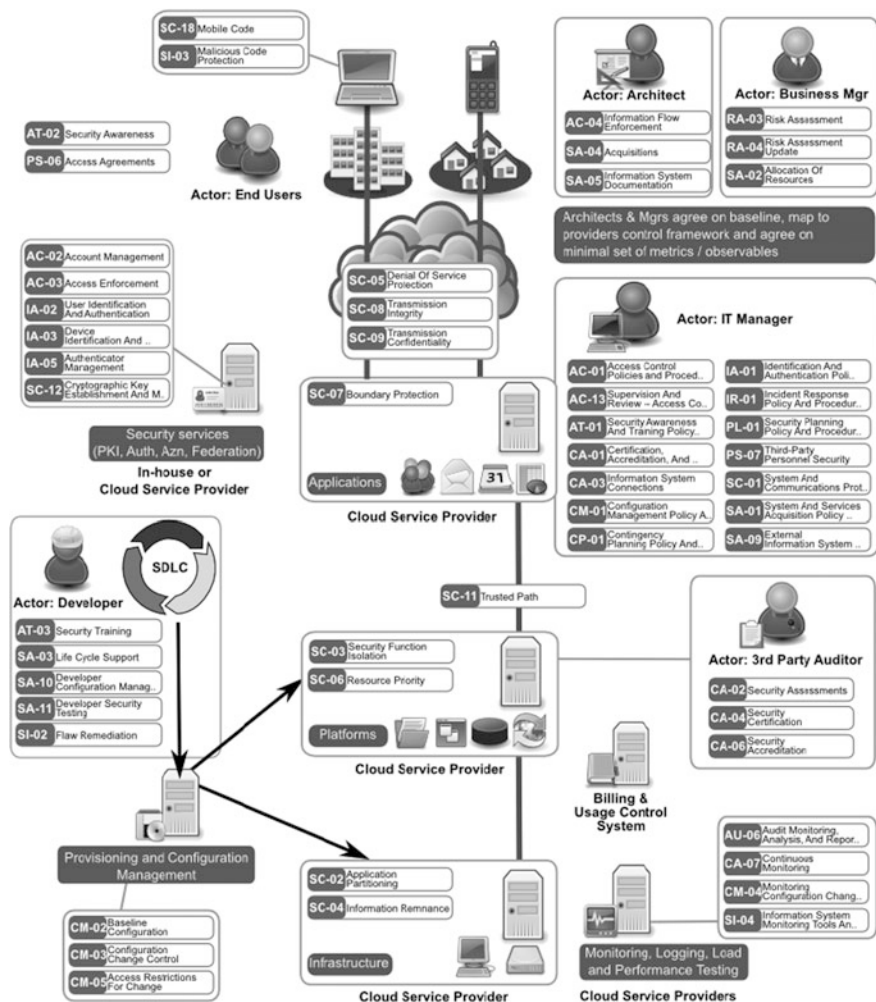 SC-18 Mobile Code
SI-03 Malicious Code
Protection
AT-02 Security Awareness
PS-06 Access Agreements
Actor: End Users
Actor: Architect
AC-04 Information Flow
Enforcement
SA-04 Acquisitions
SA-05 Information System
Documentation
Actor: Business Mgr
RA-03 Risk Assessment
RA-04 Risk Assessment
Update
SA-02 Allocation Of
Resources
Architects & Mgrs agree on baseline, map to
providers control framework and agree on
minimal set of metrics / observables
AC-02 Account Management
AC-03 Access Enforcement
IA-02 User Identification
And Authentication
IA-03 Device
Identification And ..
IA-05 Authenticator
Management
SC-12 Cryptographic Key
Establishment And M..
Security services
(PKI, Auth, Azn, Federation)
In-house or
Cloud Service Provider
SC-05 Denial Of Service
Protection
SC-08 Transmission
Integrity
SC-09 Transmission
Confidentiality
SC-07 Boundary Protection
Applications
31
Cloud Service Provider
Actor: IT Manager
AC-01 Access Control
Policies and Proced..
AC-13 Supervision And
Review – Access Co..
AT-01 Security Awareness
And Training Policy..
CA-01 Certification,
Accreditation, And ..
CA-03 Information System
Connections
CM-01 Configuration
Management Policy A..
CP-01 Contingency
Planning Policy And..
IA-01 Identification And
Authentication Poli..
IR-01 Incident Response
Policy And Procedur..
PL-01 Security Planning
Policy And Procedur..
PS-07 Third-Party
Personnel Security
SC-01 System And
Communications Prot..
SA-01 System And Services
Acquisition Policy ..
SA-09 External
Information System ..
SDLC
Actor: Developer
AT-03 Security Training
SA-03 Life Cycle Support
SA-10 Developer
Configuration Manag..
SA-11 Developer Security
Testing
SI-02 Flaw Remediation
SC-11 Trusted Path
SC-03 Security Function
Isolation
SC-06 Resource Priority
Platforms
Cloud Service Provider
Actor: 3rd Party Auditor
CA-02 Security Assessments
CA-04 Security
Certification
CA-06 Security
Accreditation
Billing &
Usage Control
System
Provisioning and Configuration
Management
CM-02 Baseline
Configuration
CM-03 Configuration
Change Control
CM-05 Access Restrictions
For Change
SC-02 Application
Partitioning
SC-04 Information Remnance
Infrastructure
Cloud Service Provider
AU-06 Audit Monitoring,
Analysis, And Repor..
CA-07 Continuous
Monitoring
CM-04 Monitoring
Configuration Chang..
SI-04 Information System
Monitoring Tools An..
Monitoring, Logging, Load
and Performance Testing
Cloud Service Providers